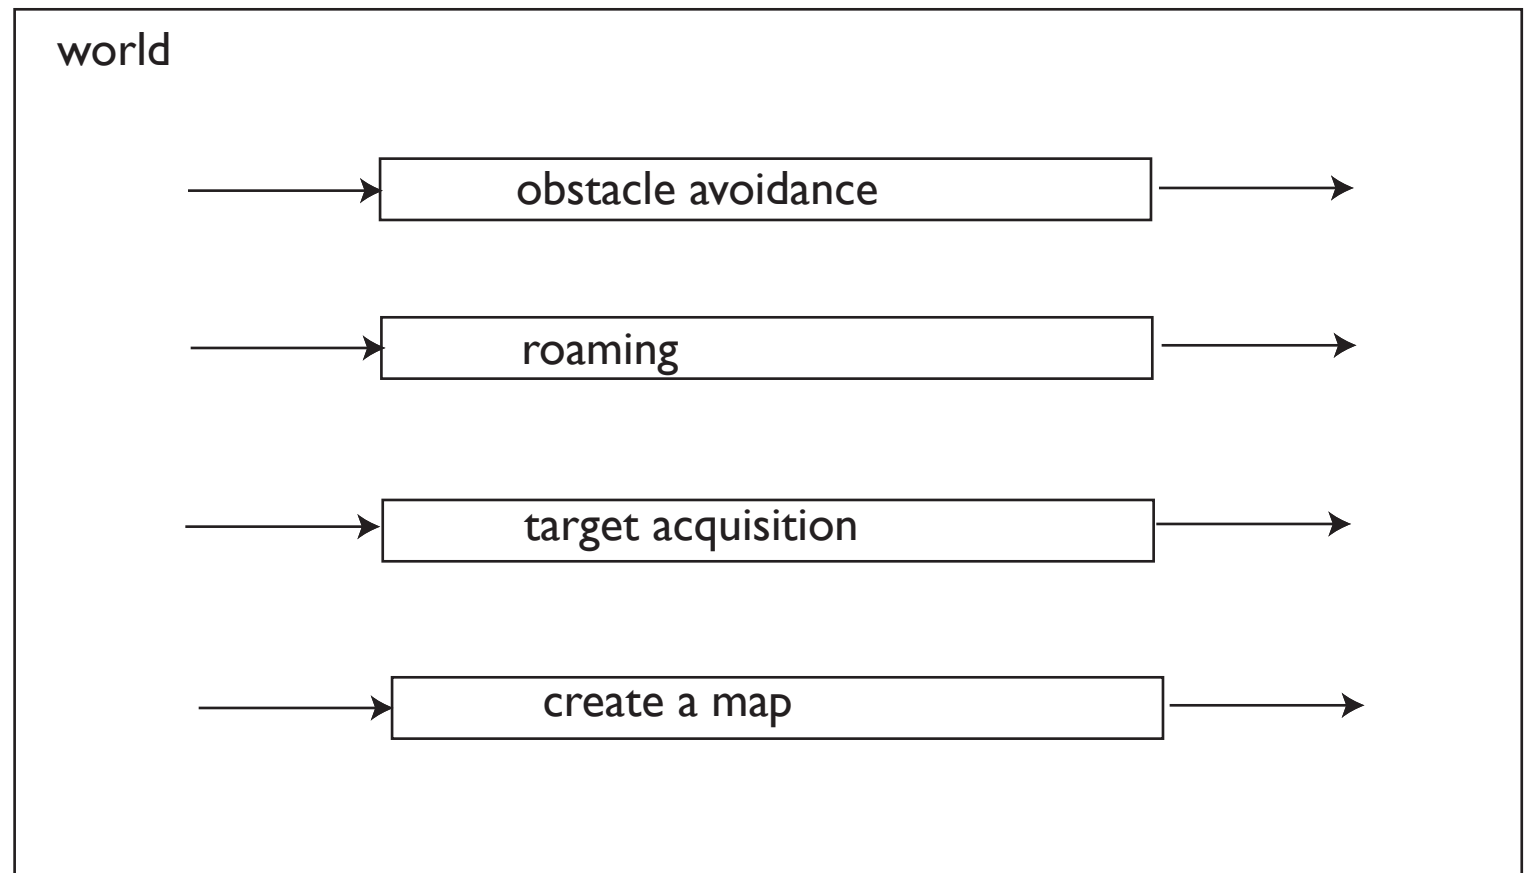 world
obstacle avoidance
roaming
target acquisition
create a map